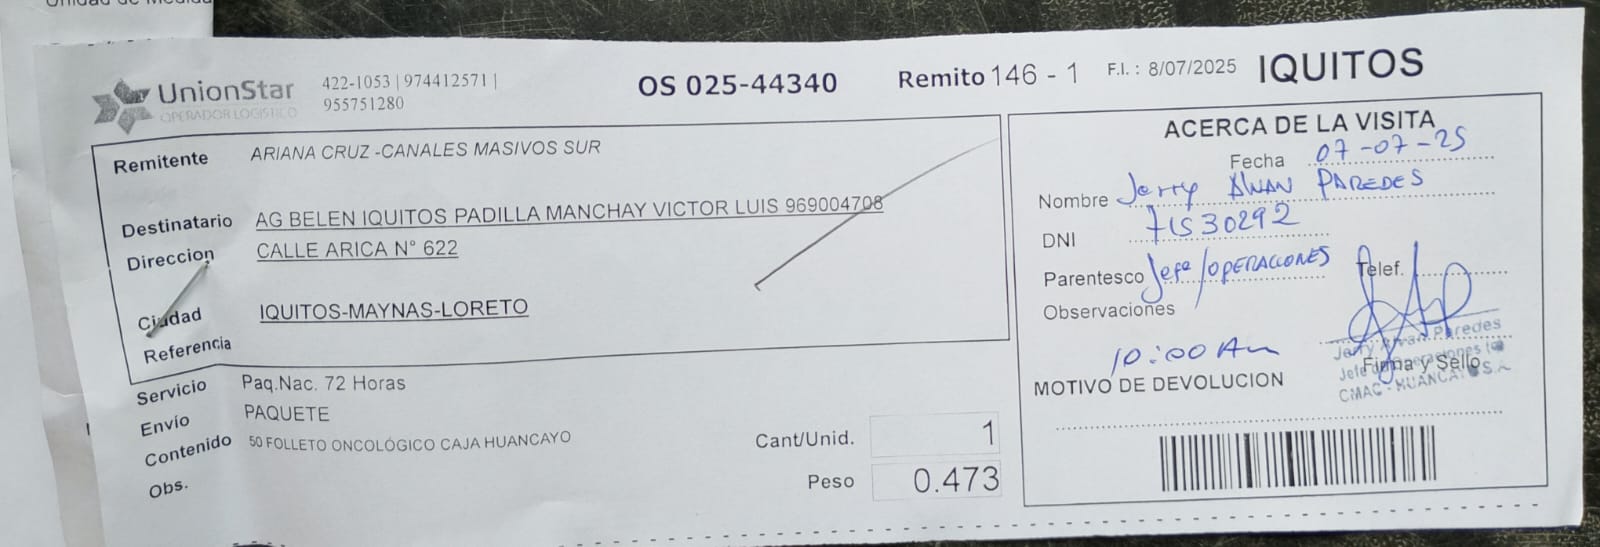 UnionStar
OPERADOR LOGISTICO
422-1053 | 974412571 |
955751280
OS 025-44340
Remito 146 - 1
F.I. : 8/07/2025
IQUITOS
Remitente ARIANA CRUZ -CANALES MASIVOS SUR
Destinatario AG BELEN IQUITOS PADILLA MANCHAY VICTOR LUIS 969004708
Direccion CALLE ARICA N° 622
Ciudad IQUITOS-MAYNAS-LORETO
Referencia
Servicio Paq.Nac. 72 Horas
Envío PAQUETE
Contenido 50 FOLLETO ONCOLÓGICO CAJA HUANCAYO
Obs.
Cant/Unid. 1
Peso 0.473
ACERCA DE LA VISITA
Fecha 07-07-25
Nombre Jerry PAREDES
DNI 71530292
Parentesco Jefe/OPERACIONES Telef.
Observaciones
10:00 Am
Paredes
Firma y Sello
CMAC - HUANCAYO S.A
MOTIVO DE DEVOLUCION